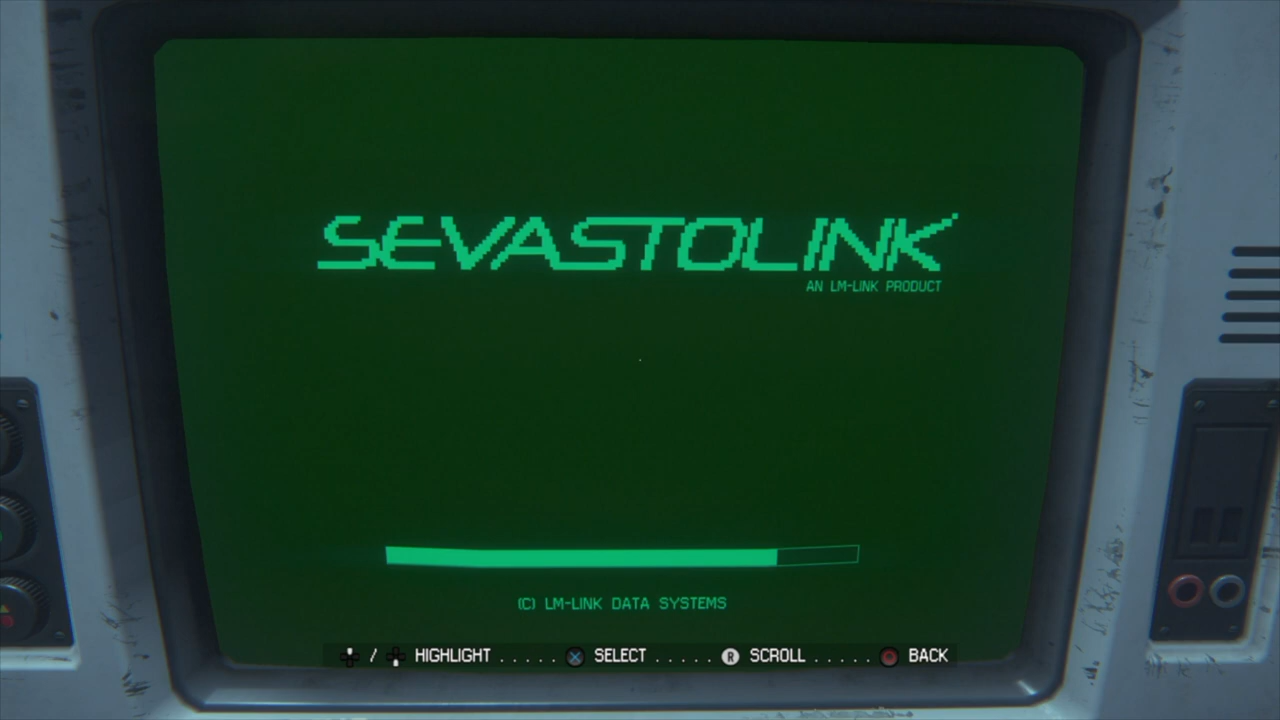 SEVASTOLINK
AN LM-LINK PRODUCT
(C) LM-LINK DATA SYSTEMS
/ HIGHLIGHT . . . . . SELECT . . . . . R SCROLL . . . . . BACK